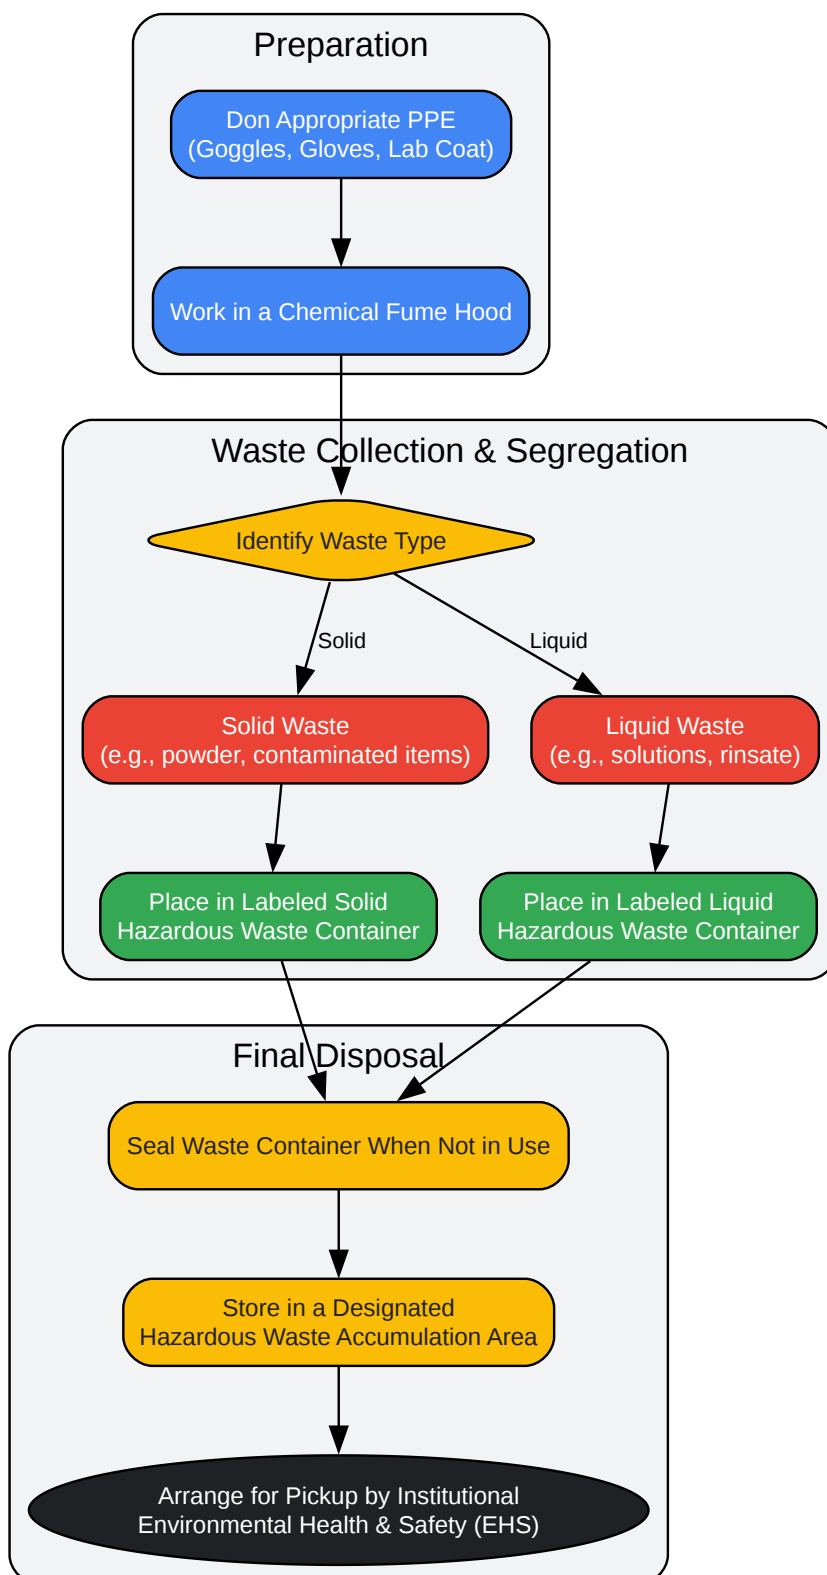 Preparation
Don Appropriate PPE
(Goggles, Gloves, Lab Coat)
Work in a Chemical Fume Hood
Waste Collection & Segregation
Identify Waste Type
Solid
Liquid
Solid Waste
(e.g., powder, contaminated items)
Liquid Waste
(e.g., solutions, rinsate)
Place in Labeled Solid
Hazardous Waste Container
Place in Labeled Liquid
Hazardous Waste Container
Final Disposal
Seal Waste Container When Not in Use
Store in a Designated
Hazardous Waste Accumulation Area
Arrange for Pickup by Institutional
Environmental Health & Safety (EHS)